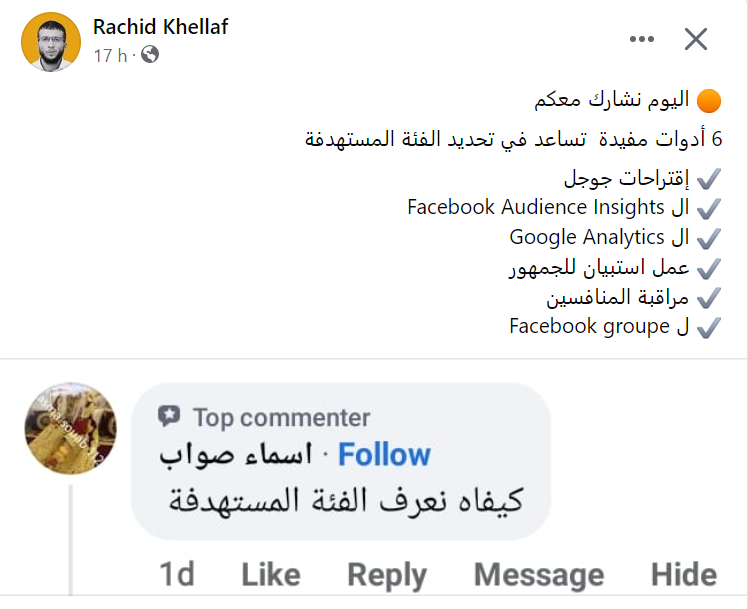 Rachid Khellaf
17 h ·
اليوم نشارك معكم
6 أدوات مفيدة تساعد في تحديد الفئة المستهدفة
إقتراحات جوجل
ال Facebook Audience Insights
ال Google Analytics
عمل استبيان للجمهور
مراقبة المنافسين
ل Facebook groupe
Top commenter
اسماء صواب · Follow
كيفاه نعرف الفئة المستهدفة
1d Like Reply Message Hide